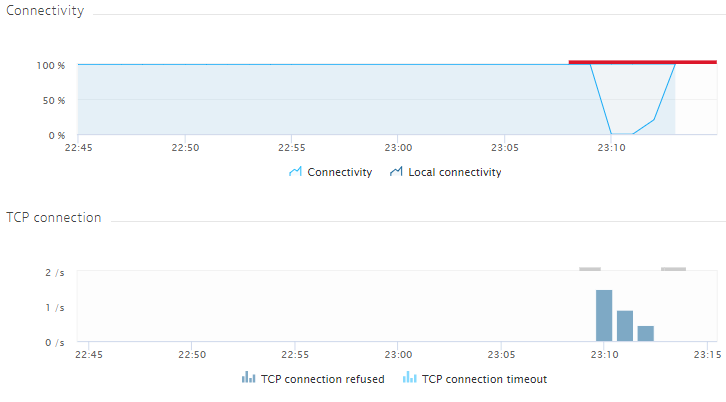 Connectivity
100 %
50 %
0 %
22:45 22:50 22:55 23:00 23:05 23:10
Connectivity Local connectivity
TCP connection
2 /s
1 /s
0 /s
22:45 22:50 22:55 23:00 23:05 23:10 23:15
TCP connection refused TCP connection timeout